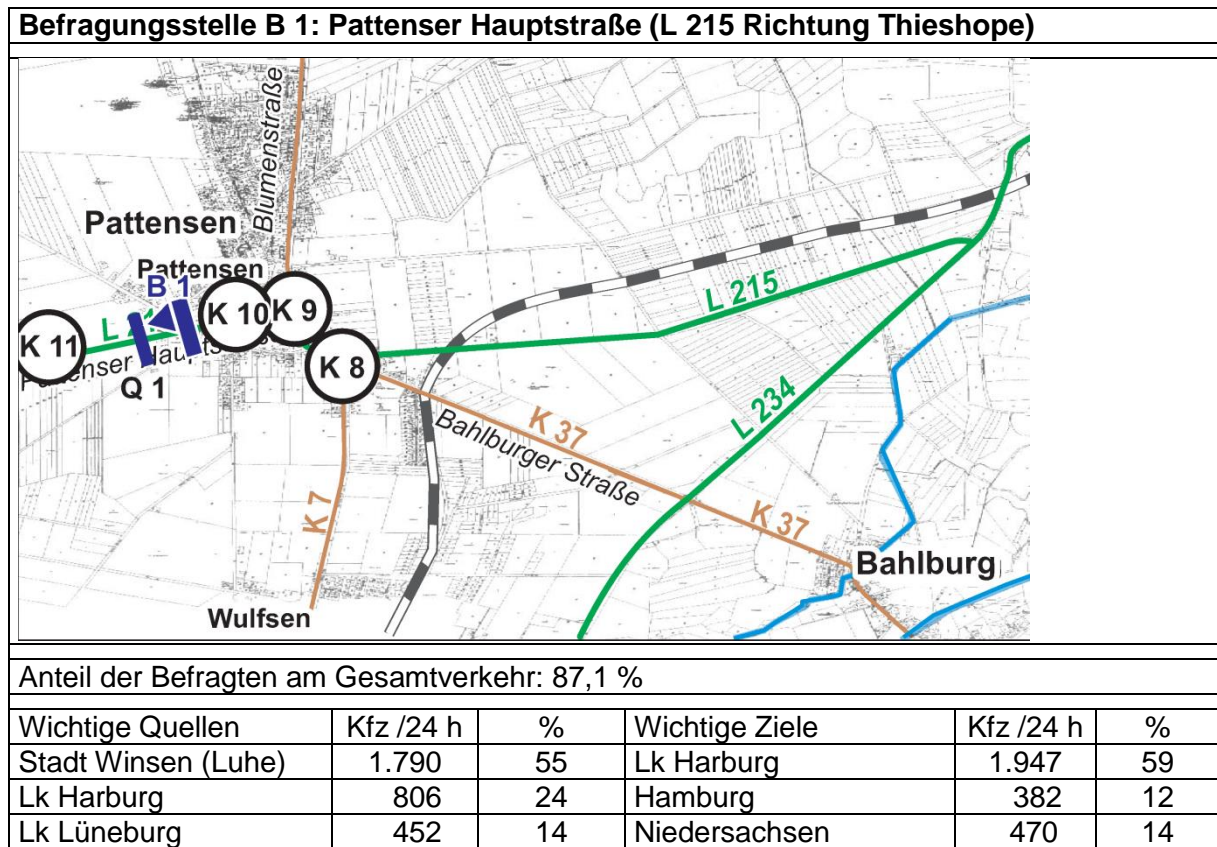 Befragungsstelle B 1: Pattenser Hauptstraße (L 215 Richtung Thieshope)
Blumenstraße
Pattensen
Pattensen
B 1
K 10
K 9
K 11
K 8
Q 1
L 215
L 234
K 37
Bahlburger Straße
K 37
K 7
Bahlburg
Wulfsen
Anteil der Befragten am Gesamtverkehr: 87,1 %
Wichtige Quellen Kfz /24 h % Wichtige Ziele Kfz /24 h %
Stadt Winsen (Luhe) 1.790 55 Lk Harburg 1.947 59
Lk Harburg 806 24 Hamburg 382 12
Lk Lüneburg 452 14 Niedersachsen 470 14